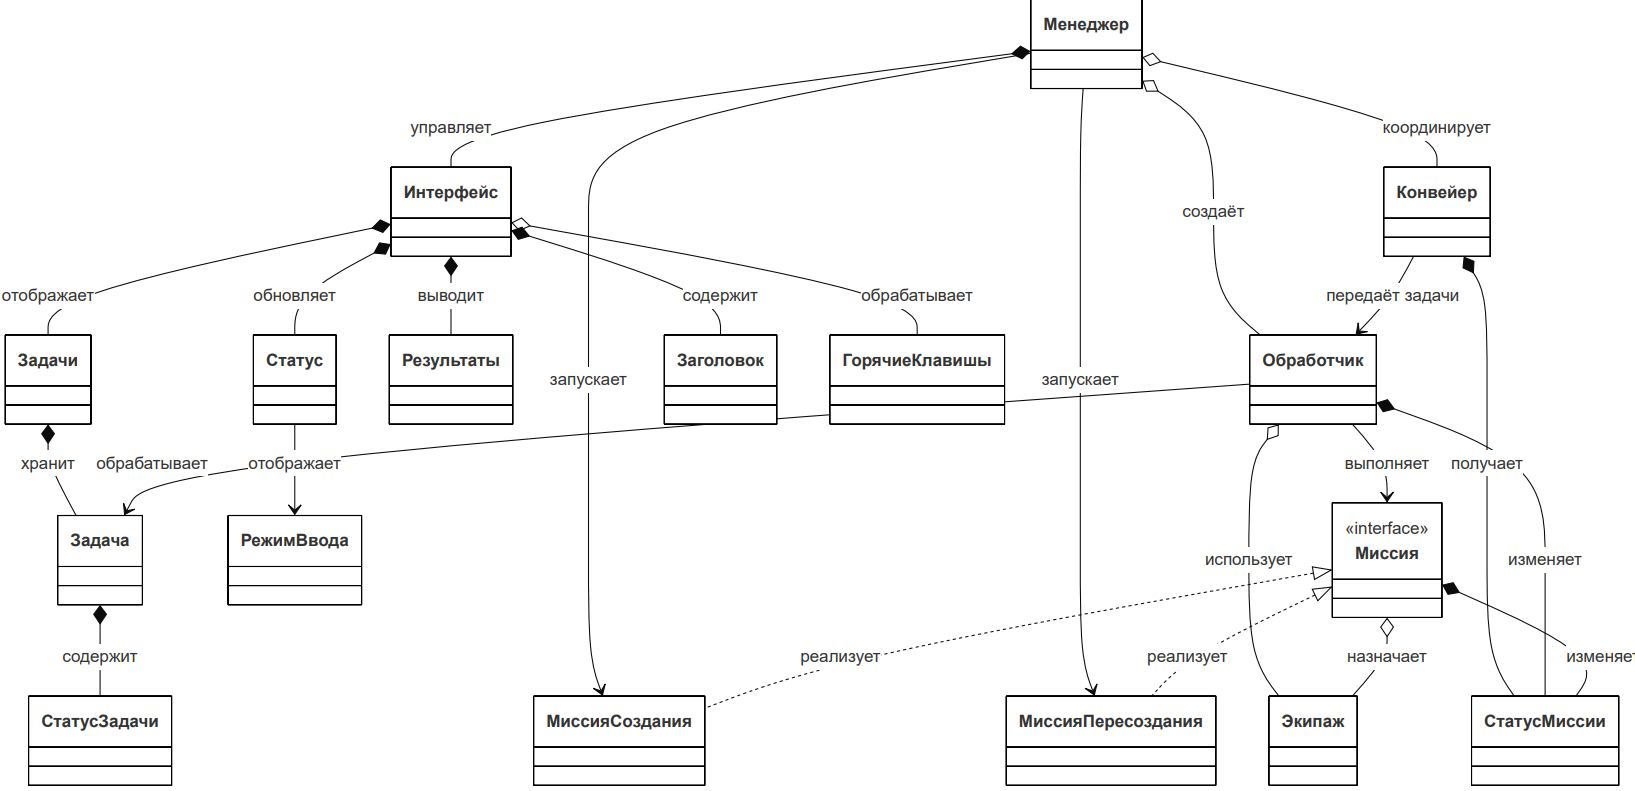 Менеджер
управляет
координирует
Интерфейс
Конвейер
создаёт
отображает
обновляет
выводит
содержит
обрабатывает
передаёт задачи
Задачи
Статус
Результаты
Заголовок
ГорячиеКлавиши
Обработчик
запускает
запускает
хранит
обрабатывает
отображает
выполняет
получает
Задача
РежимВвода
«interface»
Миссия
использует
изменяет
содержит
реализует
реализует
назначает
изменяет
СтатусЗадачи
МиссияСоздания
МиссияПересоздания
Экипаж
СтатусМиссии